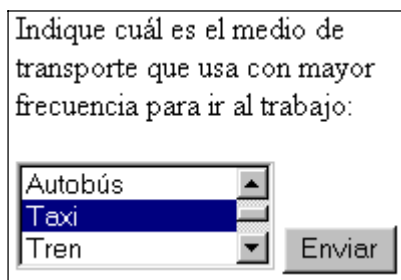 Indique cuál es el medio de
transporte que usa con mayor
frecuencia para ir al trabajo:
Autobús
Taxi
Tren
Enviar